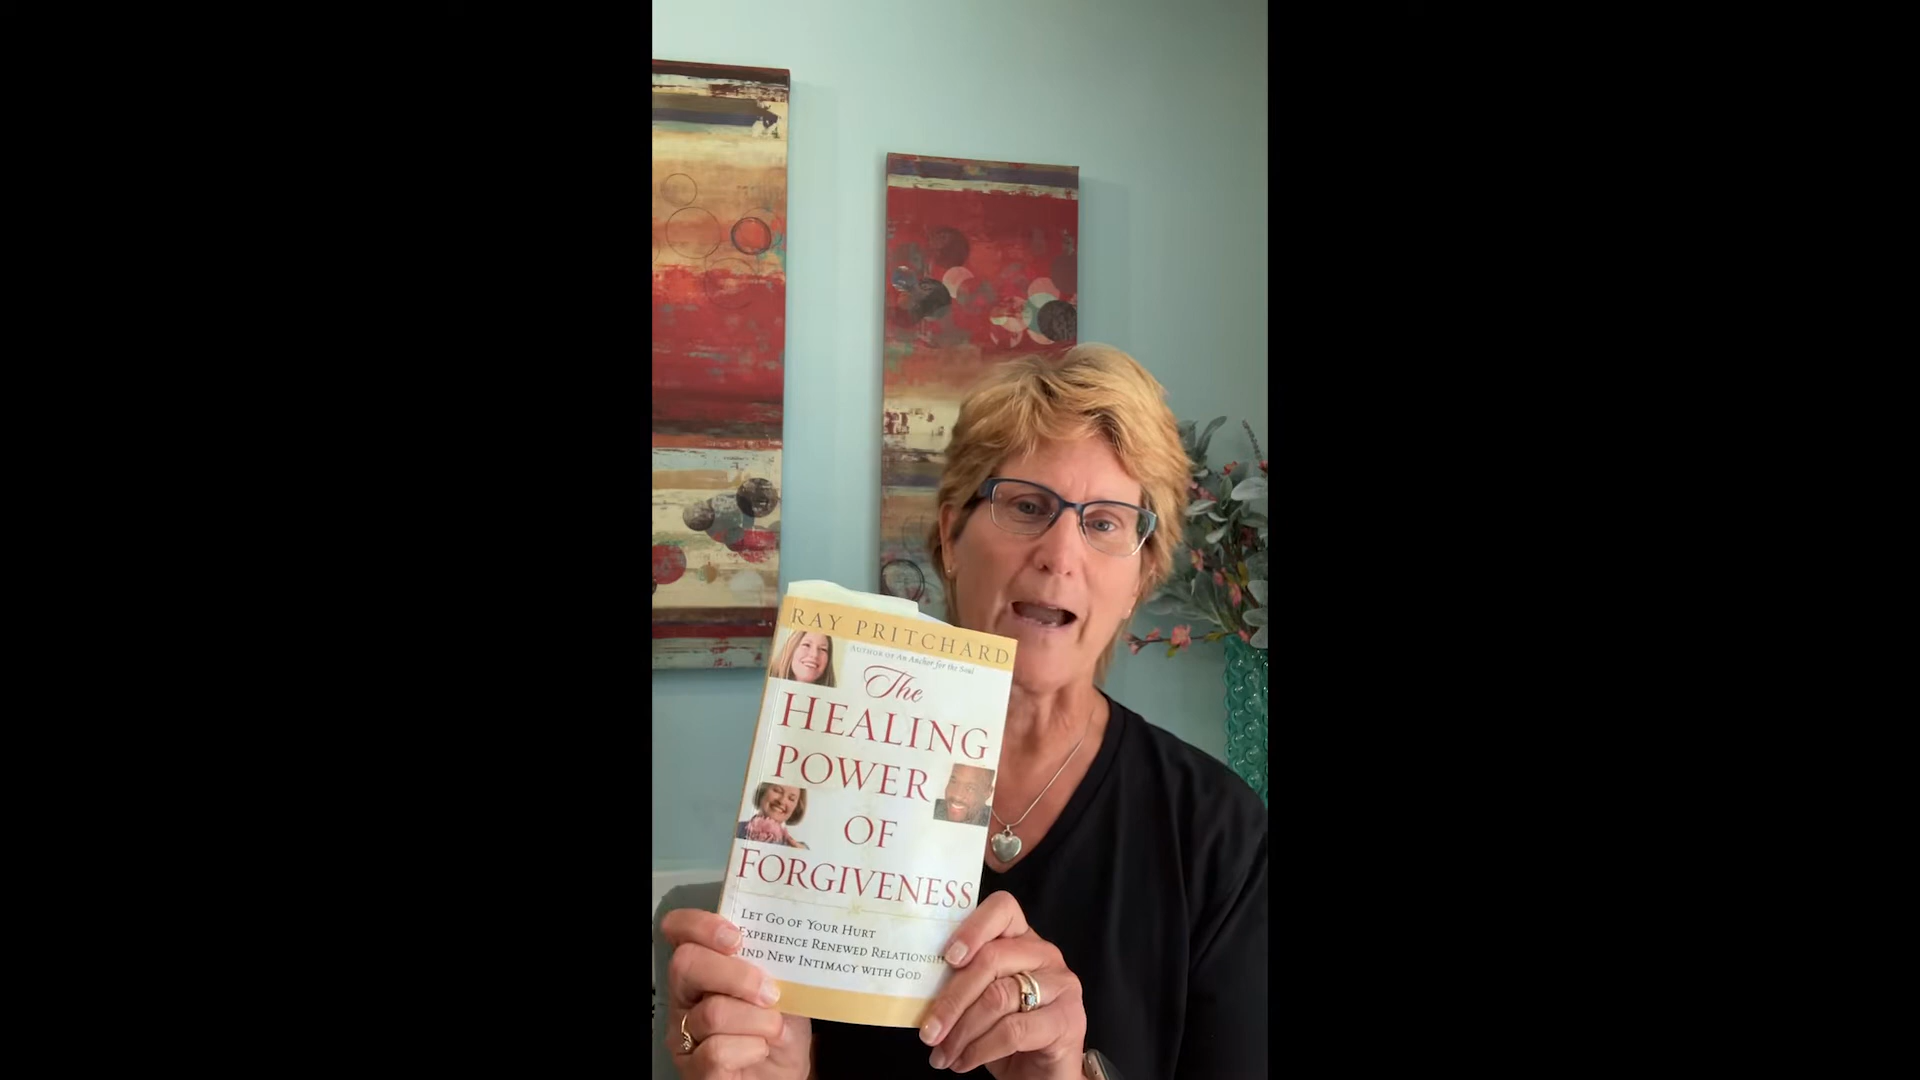 RAY PRITCHARD
AUTHOR OF An Anchor for the Soul
The
HEALING
POWER
OF
FORGIVENESS
LET GO OF YOUR HURT
EXPERIENCE RENEWED
FIND NEW INTIMACY WITH GOD